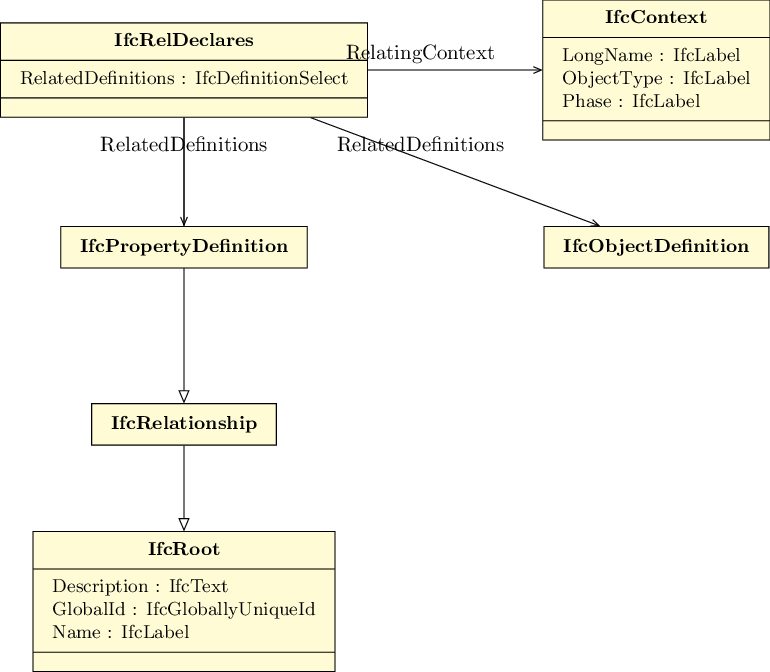 IfcRelDeclares
RelatedDefinitions : IfcDefinitionSelect
RelatingContext
IfcContext
LongName : IfcLabel
ObjectType : IfcLabel
Phase : IfcLabel
RelatedDefinitions
RelatedDefinitions
IfcPropertyDefinition
IfcObjectDefinition
IfcRelationship
IfcRoot
Description : IfcText
GlobalId : IfcGloballyUniqueId
Name : IfcLabel